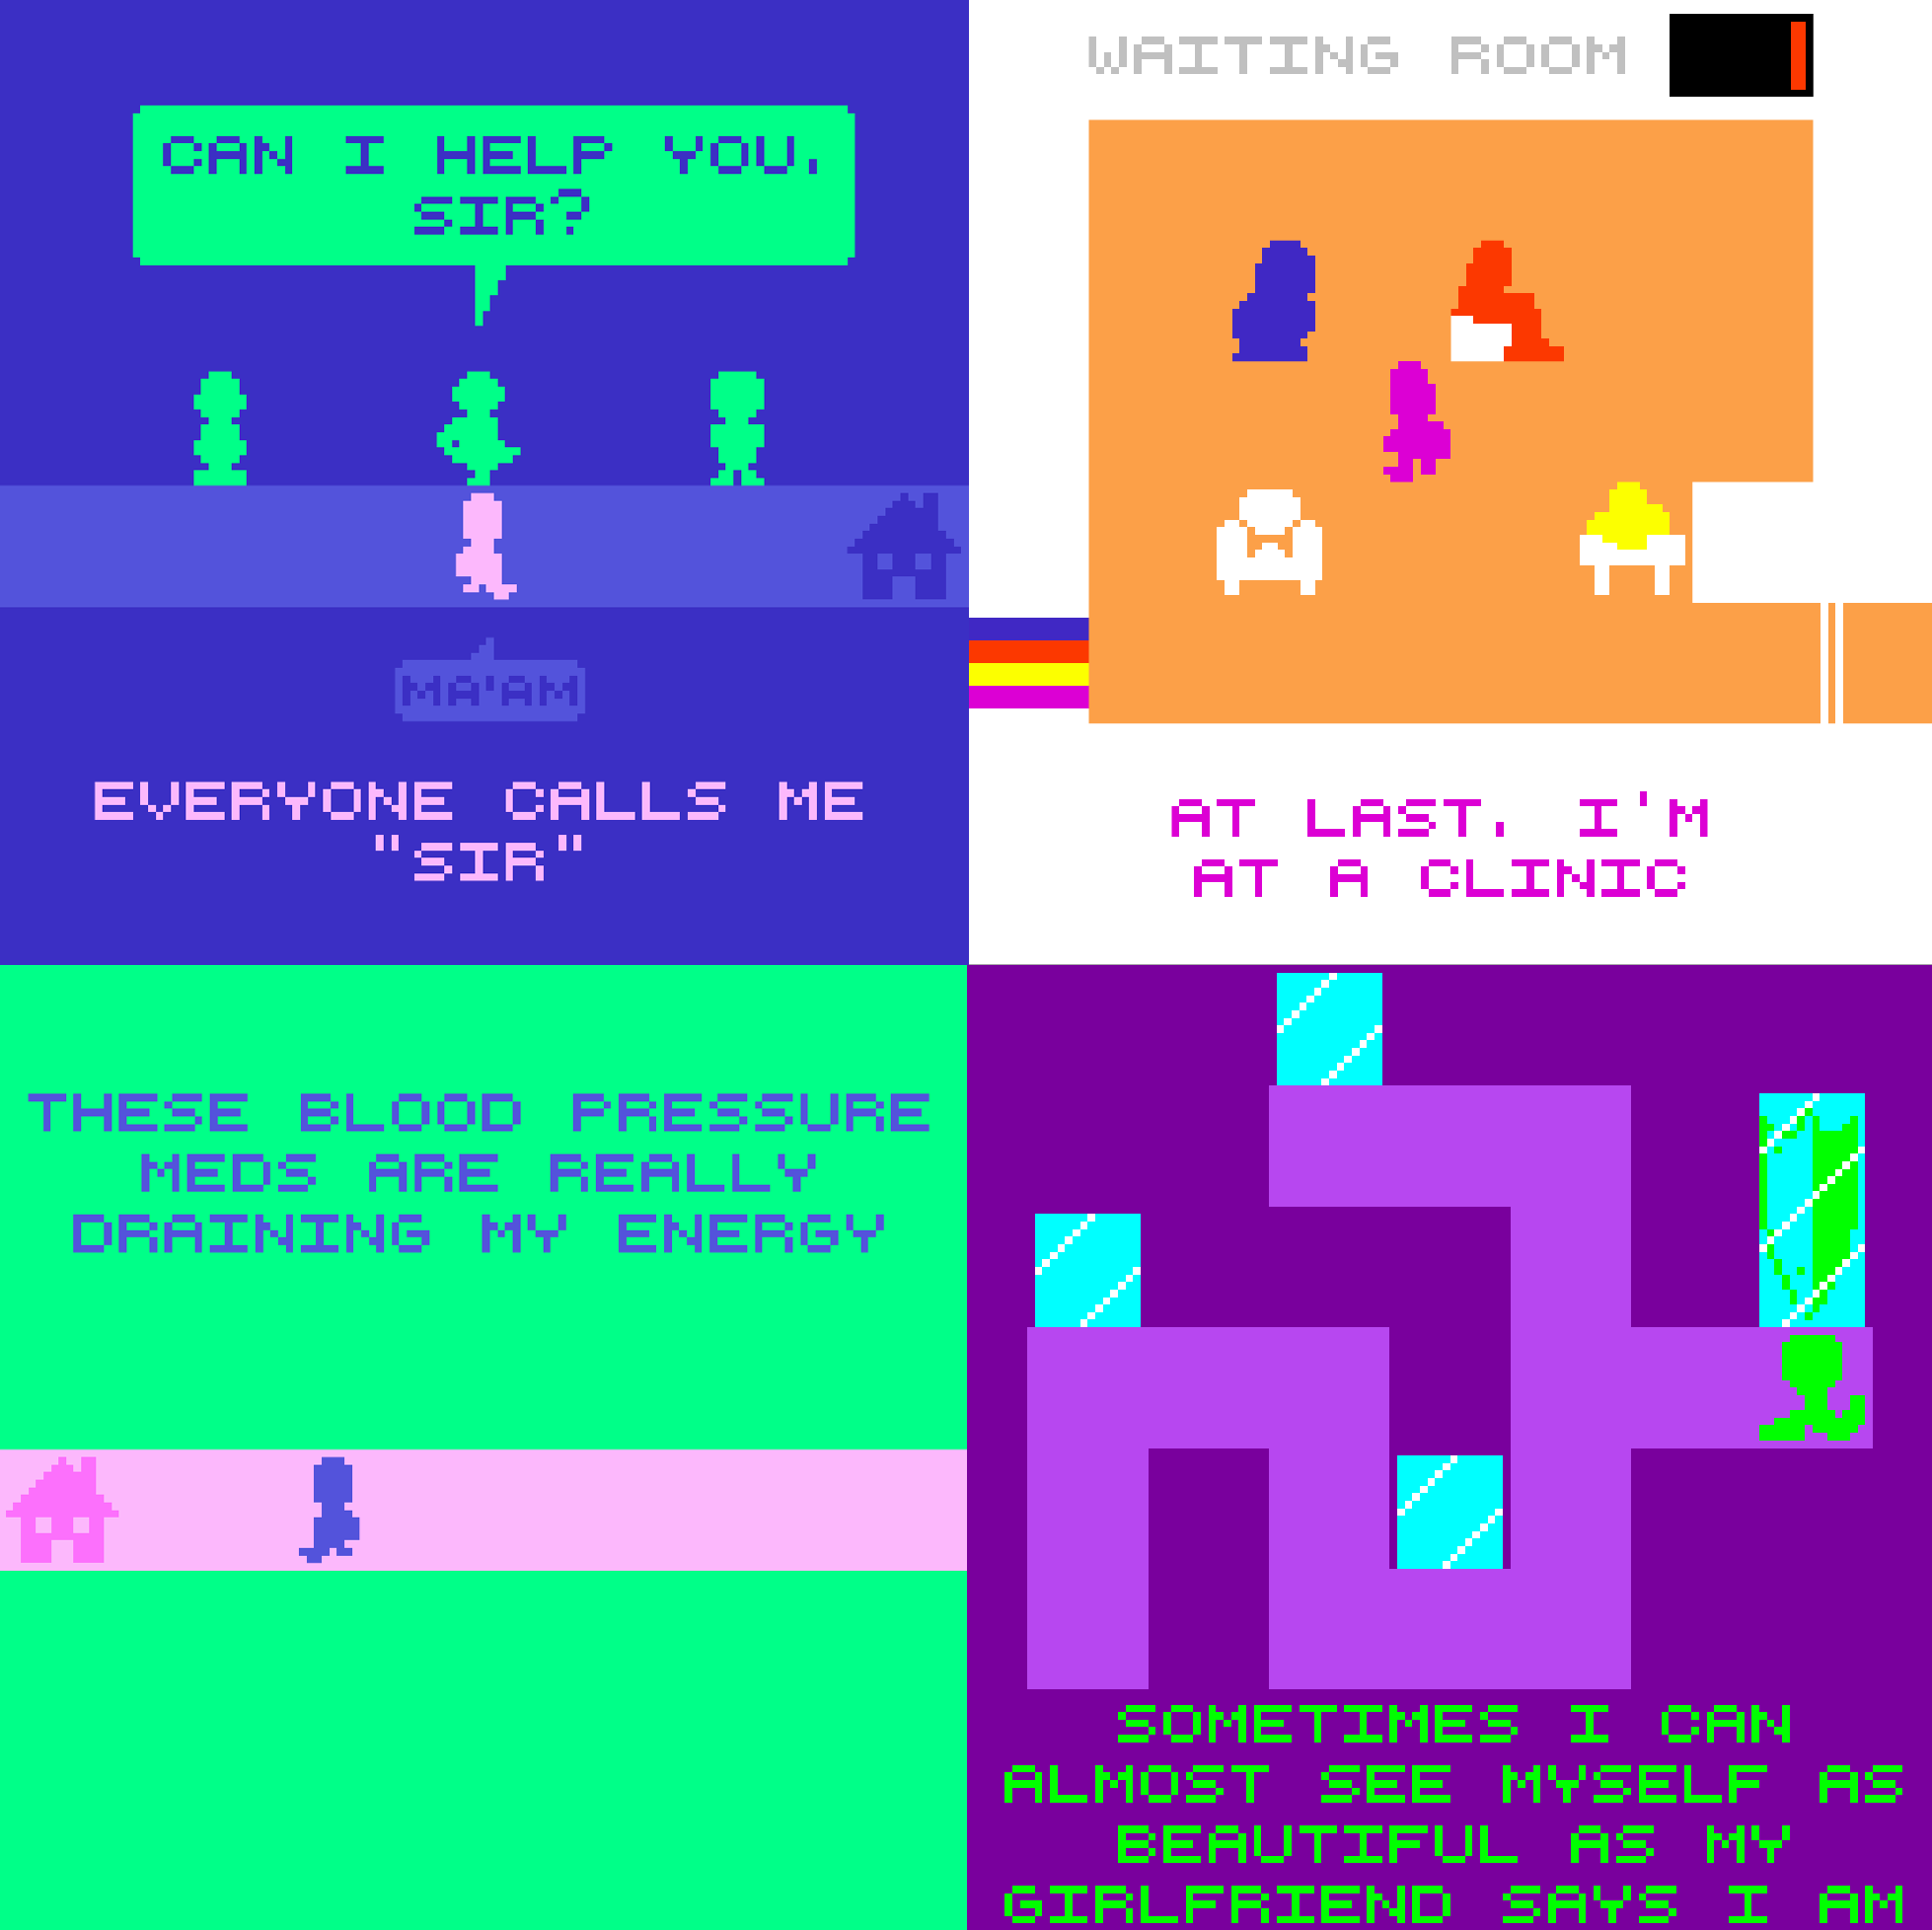 CAN I HELP YOU,
SIR?
MA'AM
EVERYONE CALLS ME
"SIR"
WAITING ROOM
AT LAST, I'M
AT A CLINIC
THESE BLOOD PRESSURE
MEDS ARE REALLY
DRAINING MY ENERGY
SOMETIMES I CAN
ALMOST SEE MYSELF AS
BEAUTIFUL AS MY
GIRLFRIEND SAYS I AM